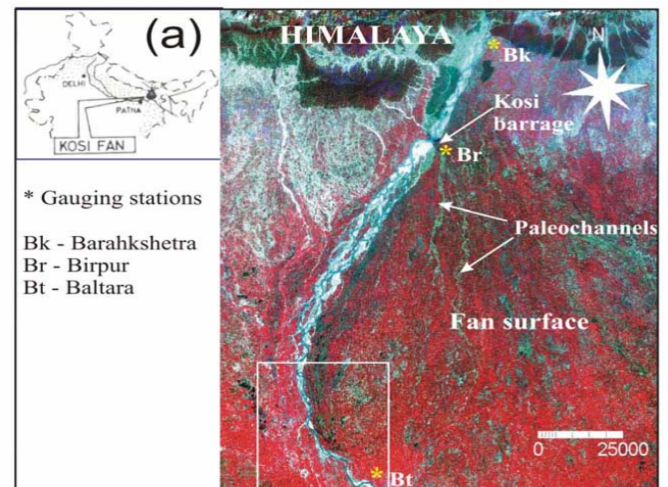 (a)
DELHI
PATNA
KOSI FAN
* Gauging stations
Bk - Barahkshetra
Br - Birpur
Bt - Baltara
HIMALAYA
N
* Bk
Kosi
barrage
* Br
Paleochannels
Fan surface
0 25000
* Bt